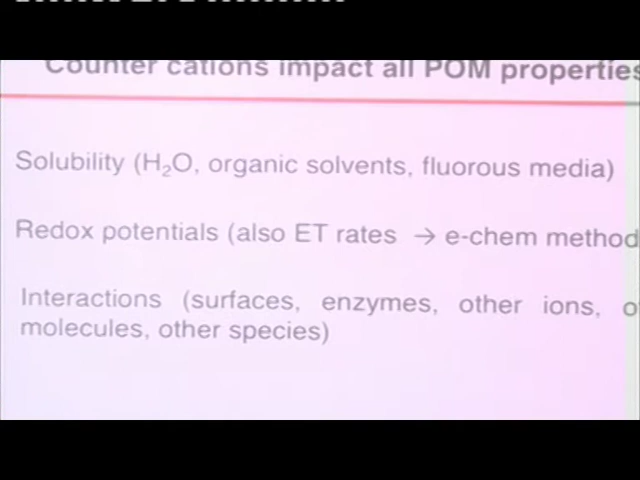 Counter cations impact all POM properties
Solubility (H₂O, organic solvents, fluorous media)
Redox potentials (also ET rates → e-chem method
Interactions (surfaces, enzymes, other ions,
molecules, other species)